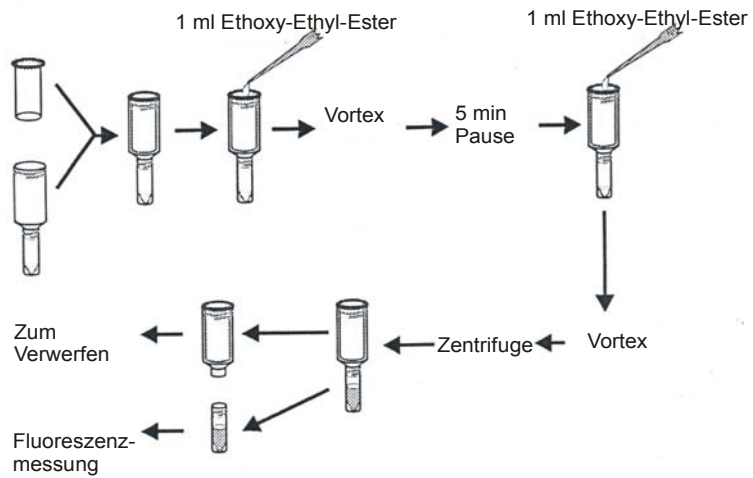 1 ml Ethoxy-Ethyl-Ester
1 ml Ethoxy-Ethyl-Ester
Vortex
5 min
Pause
Zum
Verwerfen
Zentrifuge
Vortex
Fluoreszenz-
messung